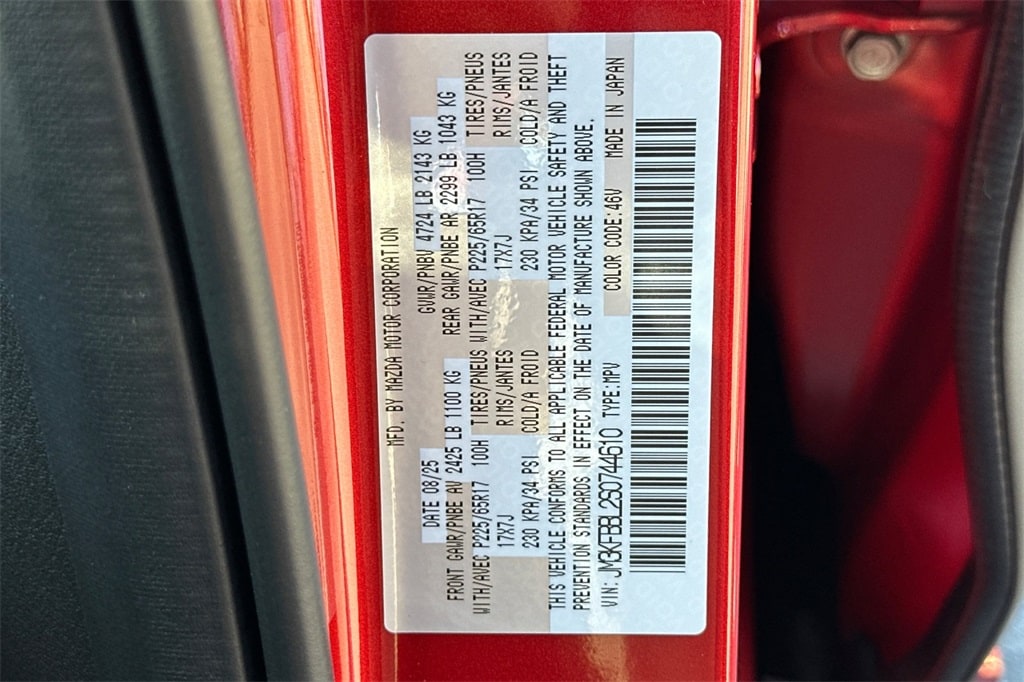 MFD. BY MAZDA MOTOR CORPORATION
DATE 08/25 GVWR/PNBV 4724 LB 2143 KG
FRONT GAWR/PNBE AV 2425 LB 1100 KG REAR GAWR/PNBE AR 2299 LB 1043 KG
WITH/AVEC P225/65R17 100H TIRES/PNEUS WITH/AVEC P225/65R17 100H TIRES/PNEUS
17X7J RIMS/JANTES 17X7J RIMS/JANTES
230 KPA/34 PSI COLD/A FROID 230 KPA/34 PSI COLD/A FROID
THIS VEHICLE CONFORMS TO ALL APPLICABLE FEDERAL MOTOR VEHICLE SAFETY AND THEFT
PREVENTION STANDARDS IN EFFECT ON THE DATE OF MANUFACTURE SHOWN ABOVE.
VIN: JM3KFBBL2S0744610 TYPE:MPV COLOR CODE:46V MADE IN JAPAN